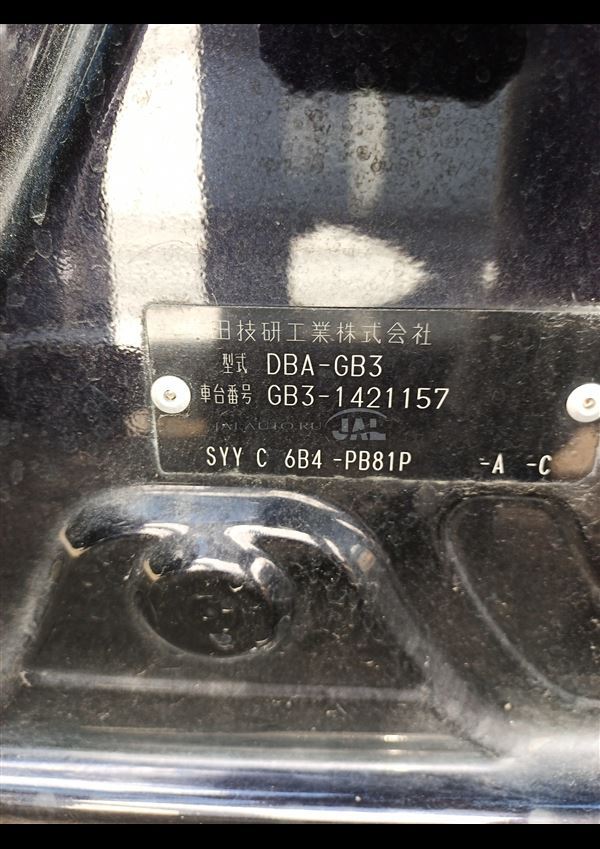 田技研工業株式会社
型式 DBA-GB3
車台番号 GB3-1421157
JALAUTO.RU JAL
SYY C 6B4 -PB81P -A -C